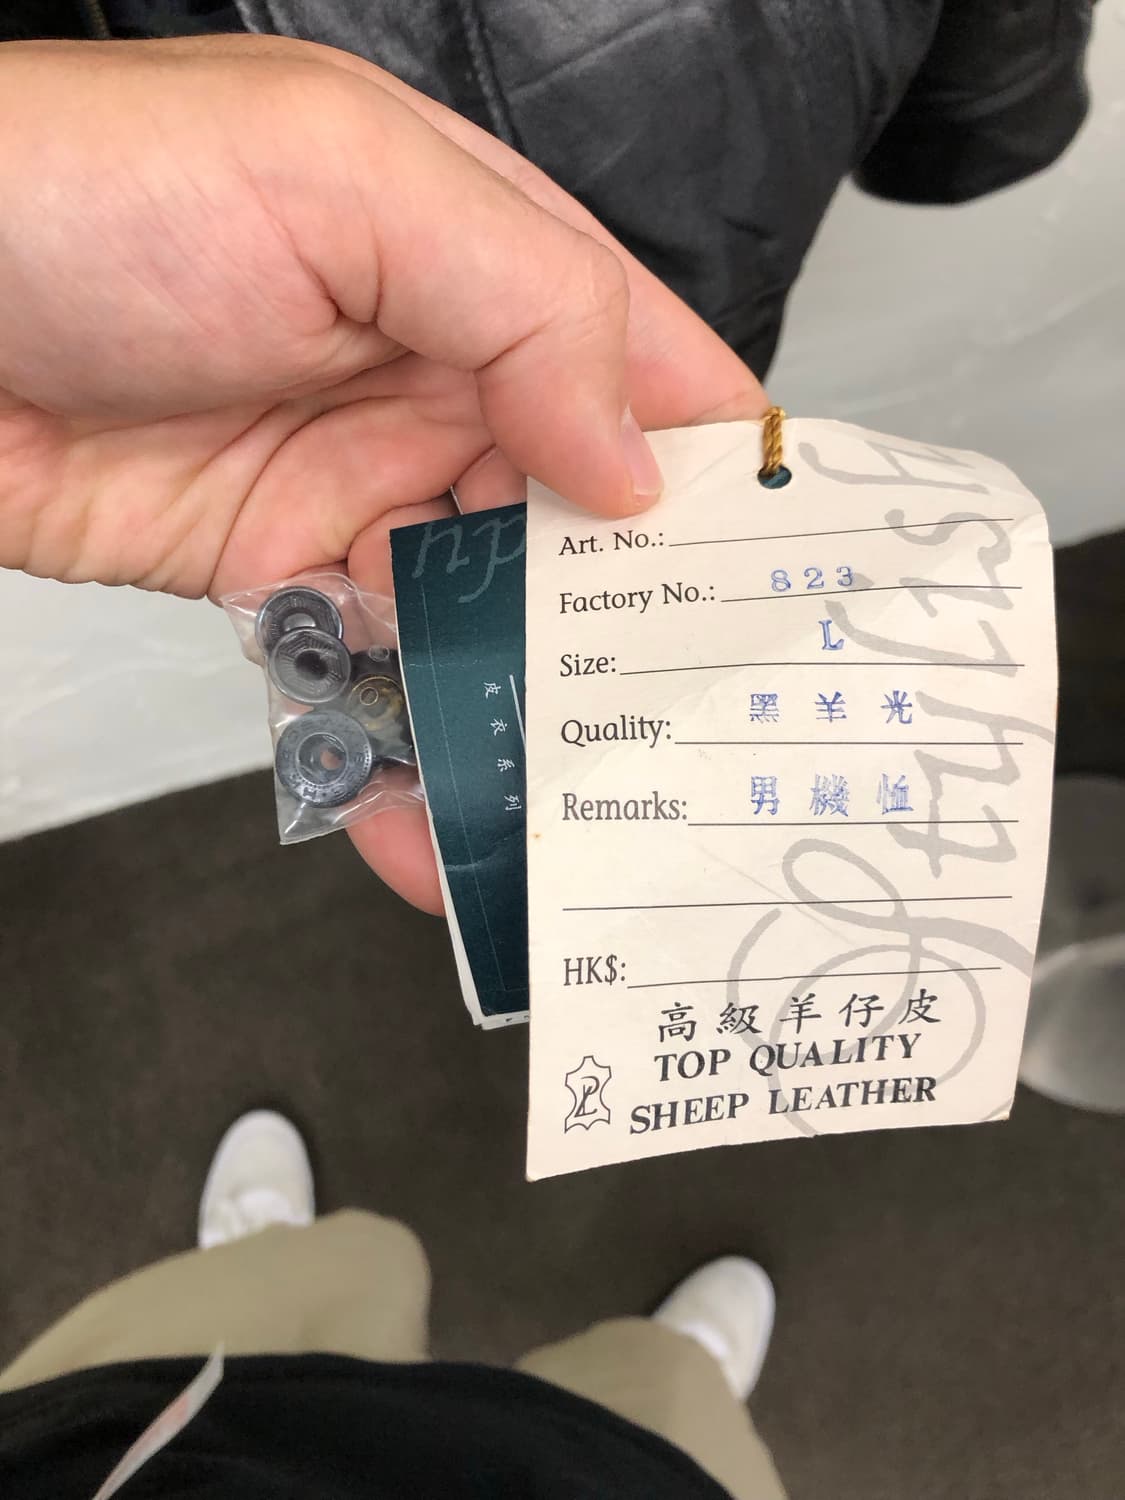 Art. No.:
Factory No.: 823
Size: L
Quality: 黑羊光
Remarks: 男機恤
HK$:
高級羊仔皮
TOP QUALITY
SHEEP LEATHER
皮衣系列